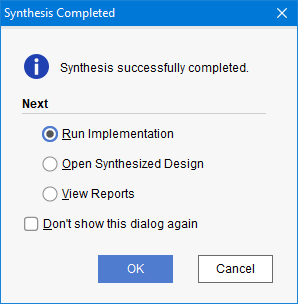 Synthesis Completed
Synthesis successfully completed.
Next
Run Implementation
Open Synthesized Design
View Reports
Don't show this dialog again
OK
Cancel